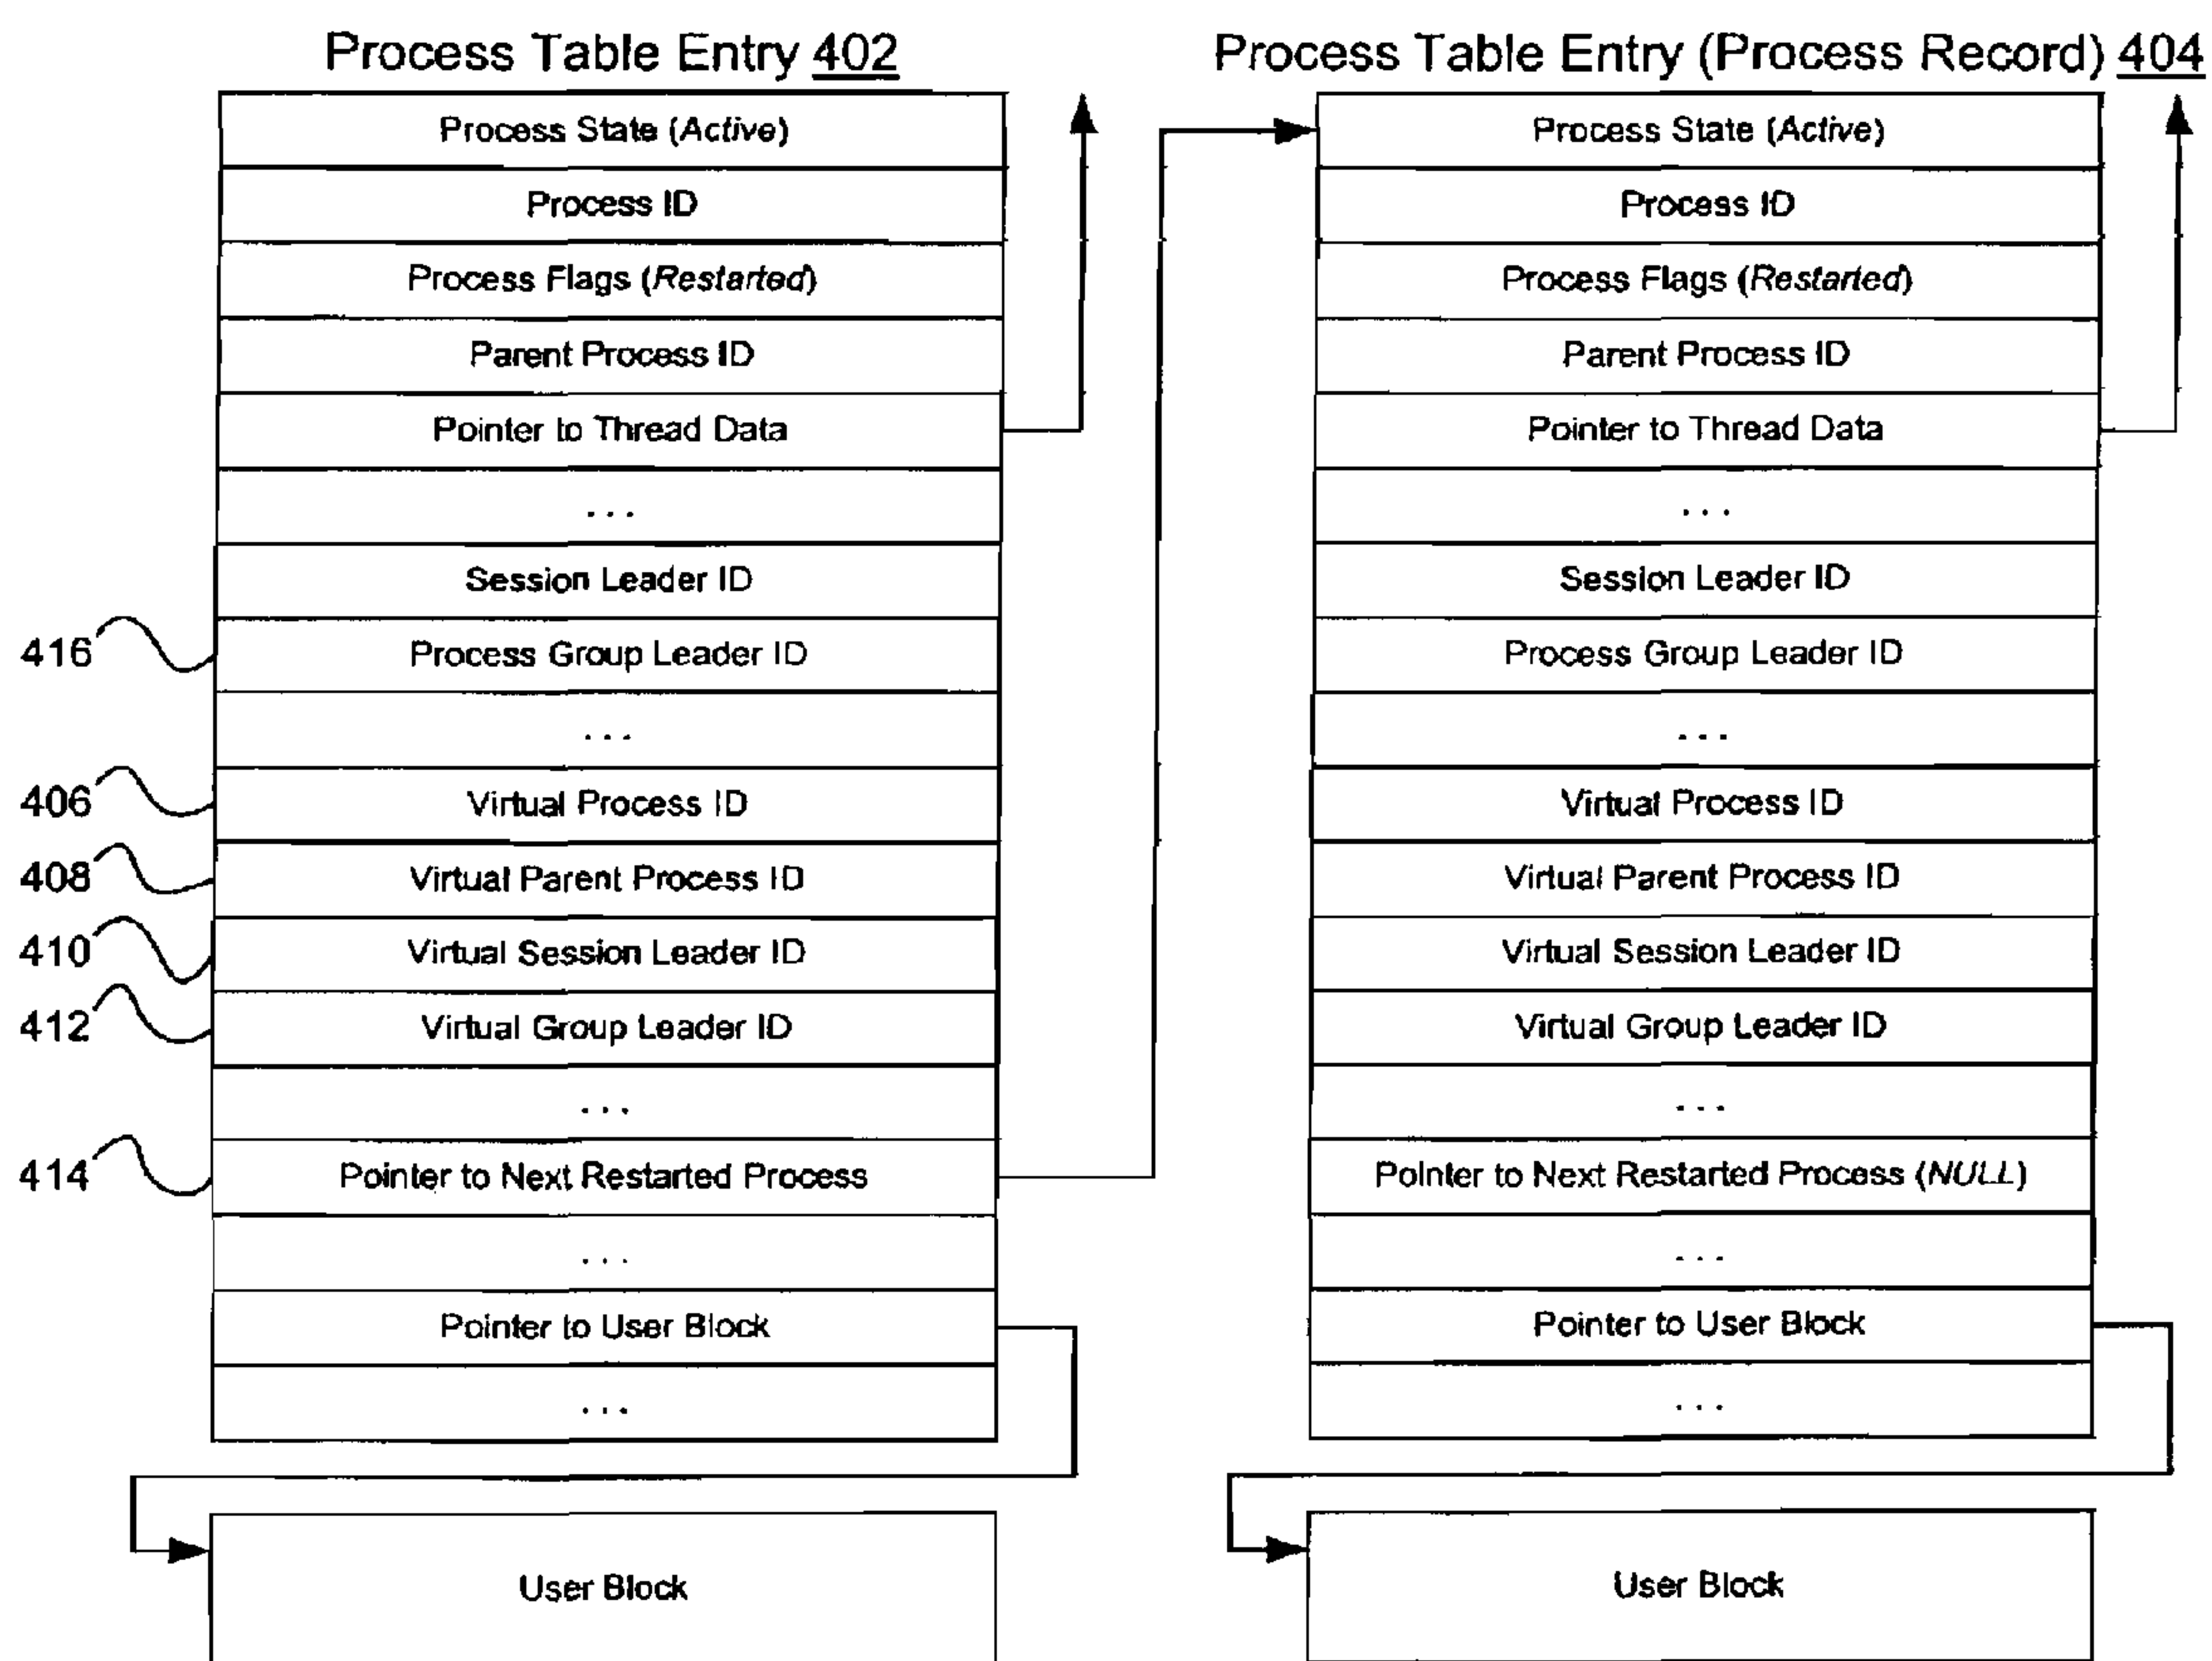 Process Table Entry 402
Process State (Active)
Process ID
Process Flags (Restarted)
Parent Process ID
Pointer to Thread Data
...
Session Leader ID
416
Process Group Leader ID
...
406
Virtual Process ID
408
Virtual Parent Process ID
410
Virtual Session Leader ID
412
Virtual Group Leader ID
...
414
Pointer to Next Restarted Process
...
Pointer to User Block
...
User Block
Process Table Entry (Process Record) 404
Process State (Active)
Process ID
Process Flags (Restarted)
Parent Process ID
Pointer to Thread Data
...
Session Leader ID
Process Group Leader ID
...
Virtual Process ID
Virtual Parent Process ID
Virtual Session Leader ID
Virtual Group Leader ID
...
Pointer to Next Restarted Process (NULL)
...
Pointer to User Block
...
User Block